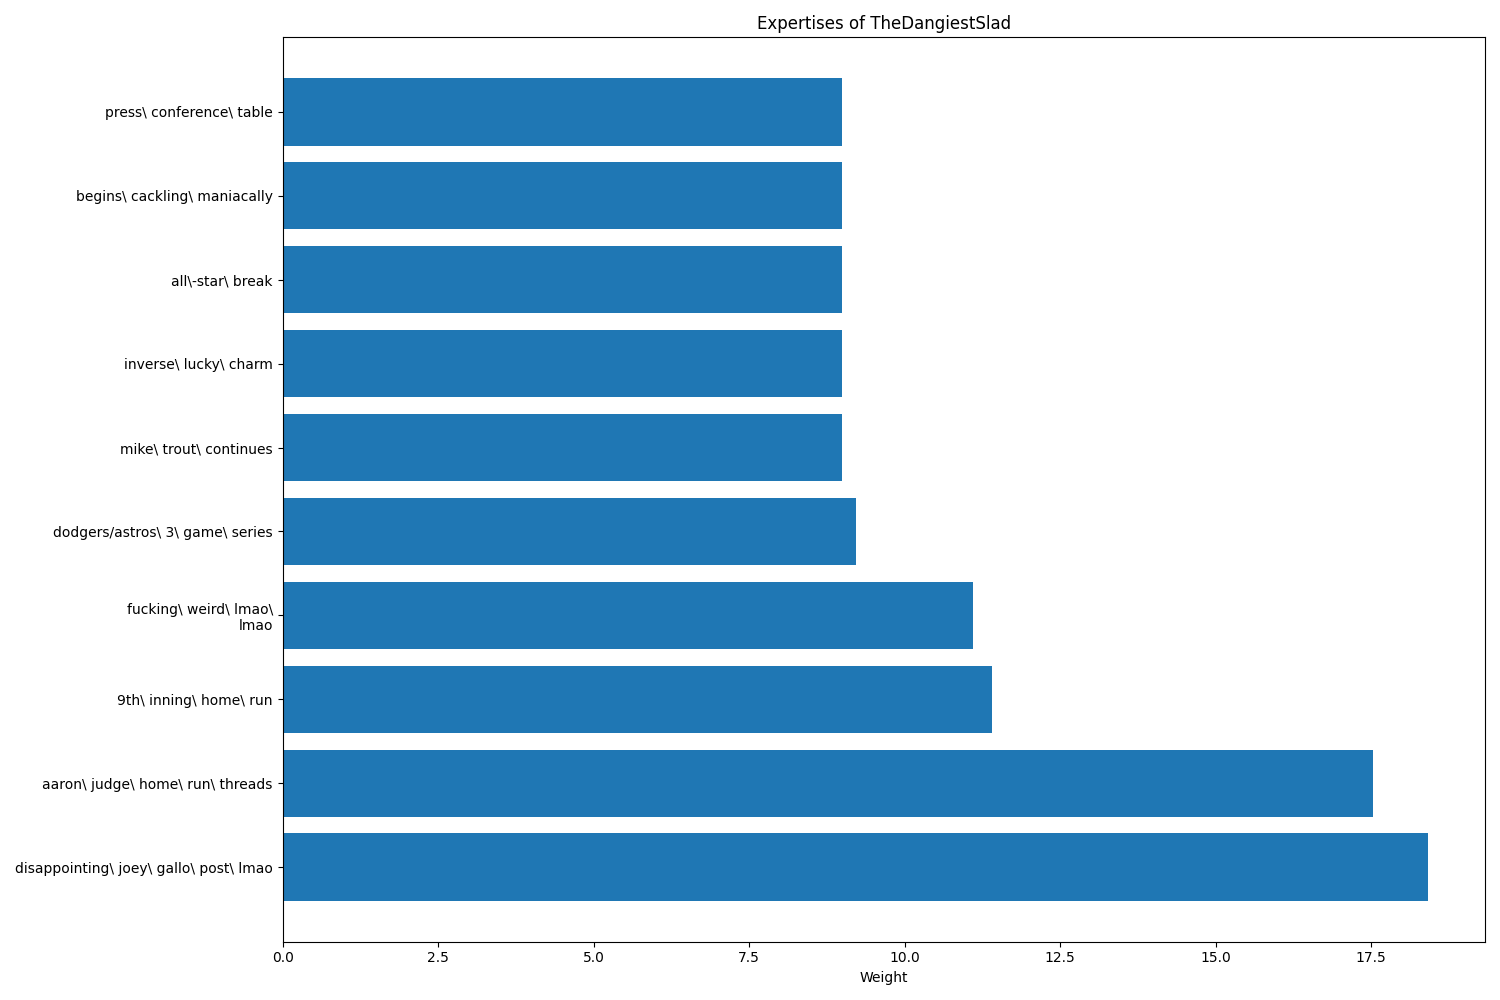 Expertises of TheDangiestSlad
press\ conference\ table
begins\ cackling\ maniacally
all\-star\ break
inverse\ lucky\ charm
mike\ trout\ continues
dodgers/astros\ 3\ game\ series
fucking\ weird\ lmao\
lmao
9th\ inning\ home\ run
aaron\ judge\ home\ run\ threads
disappointing\ joey\ gallo\ post\ lmao
0.0 2.5 5.0 7.5 10.0 12.5 15.0 17.5
Weight